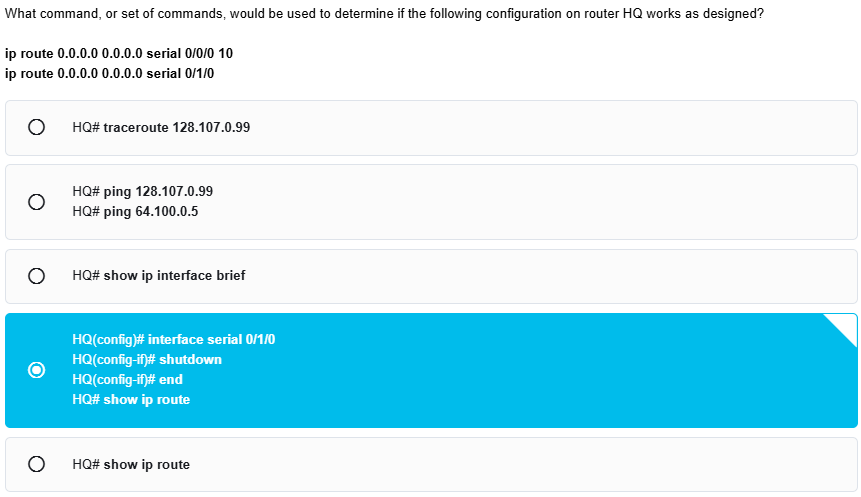 What command, or set of commands, would be used to determine if the following configuration on router HQ works as designed?
ip route 0.0.0.0 0.0.0.0 serial 0/0/0 10
ip route 0.0.0.0 0.0.0.0 serial 0/1/0
HQ# traceroute 128.107.0.99
HQ# ping 128.107.0.99
HQ# ping 64.100.0.5
HQ# show ip interface brief
HQ(config)# interface serial 0/1/0
HQ(config-if)# shutdown
HQ(config-if)# end
HQ# show ip route
HQ# show ip route